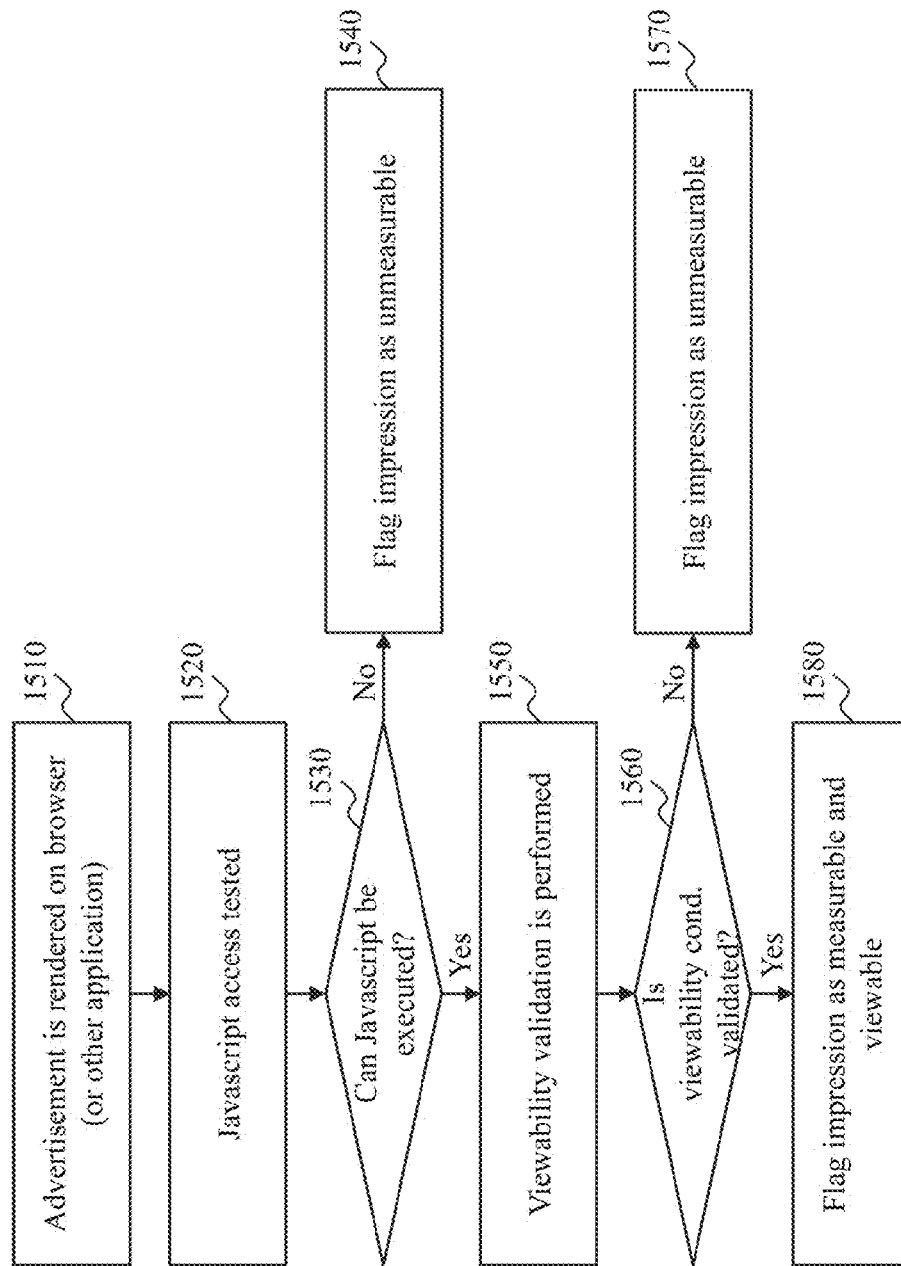 1510
Advertisement is rendered on browser
(or other application)
1520
Javascript access tested
1530
Can Javascript be
executed?
No
1540
Flag impression as unmeasurable
Yes
1550
Viewability validation is performed
1560
Is
viewability cond.
validated?
No
1570
Flag impression as unmeasurable
Yes
1580
Flag impression as measurable and
viewable